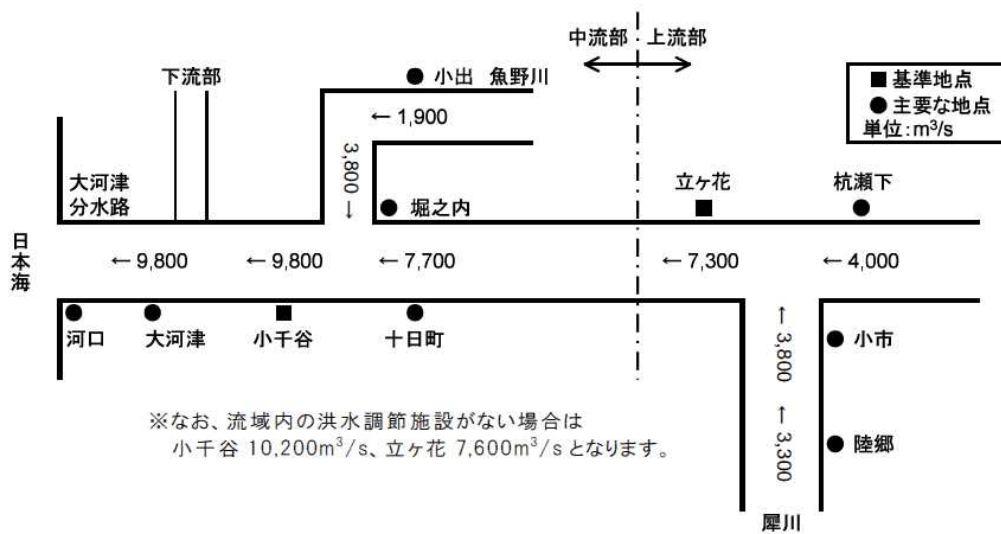 中流部 上流部
下流部
● 小出 魚野川
■ 基準地点
● 主要な地点
単位:m³/s
← 1,900
3,800 →
大河津
分水路
● 堀之内
立ヶ花
■
杭瀬下
●
日本海
← 9,800
← 9,800
← 7,700
← 7,300
← 4,000
河口
大河津
小千谷
十日町
← 3,800
● 小市
← 3,300
● 陸郷
犀川
※なお、流域内の洪水調節施設がない場合は
小千谷 10,200m³/s、立ヶ花 7,600m³/s となります。